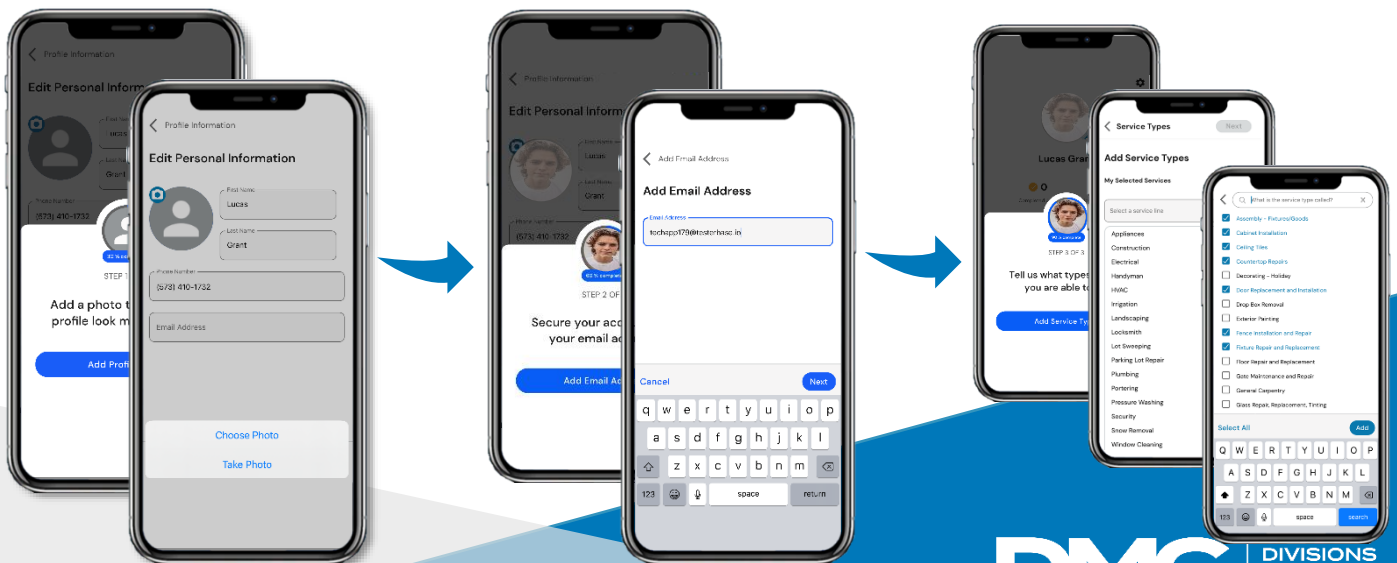 Profile Information
Edit Personal Inform
(573) 410-1732
STEP 1
Add a photo t
profile look m
Add Profi
Profile Information
Edit Personal Information
First Name
Lucas
Last Name
Grant
Phone Number
(573) 410-1732
Email Address
Choose Photo
Take Photo
Profile Information
Edit Personal Inform
First Name
Lucas
Last Name
Grant
Phone Number
(573) 410-1732
STEP 2 OF
Secure your acc
your email ad
Add Email Ad
Add Email Address
Add Email Address
Email Address
Cancel
Next
q w e r t y u i o p
a s d f g h j k l
z x c v b n m
123
space
return
Lucas Gran
0
STEP 3 OF 3
Tell us what types
you are able to
Add Service Ty
Service Types
Next
Add Service Types
My Selected Services
Select a service line
Appliances
Construction
Electrical
Handyman
HVAC
Irrigation
Landscaping
Locksmith
Lot Sweeping
Parking Lot Repair
Plumbing
Portering
Pressure Washing
Security
Snow Removal
Window Cleaning
What is the service type called?
Assembly - Fixtures/Goods
Cabinet Installation
Ceiling Tiles
Countertop Repairs
Decorating - Holiday
Door Replacement and Installation
Drop Box Removal
Exterior Painting
Fence Installation and Repair
Fixture Repair and Replacement
Floor Repair and Replacement
Gate Maintenance and Repair
General Carpentry
Glass Repair, Replacement, Tinting
Select All
Add
Q W E R T Y U I O P
A S D F G H J K L
Z X C V B N M
123
space
search
DMG
DIVISIONS